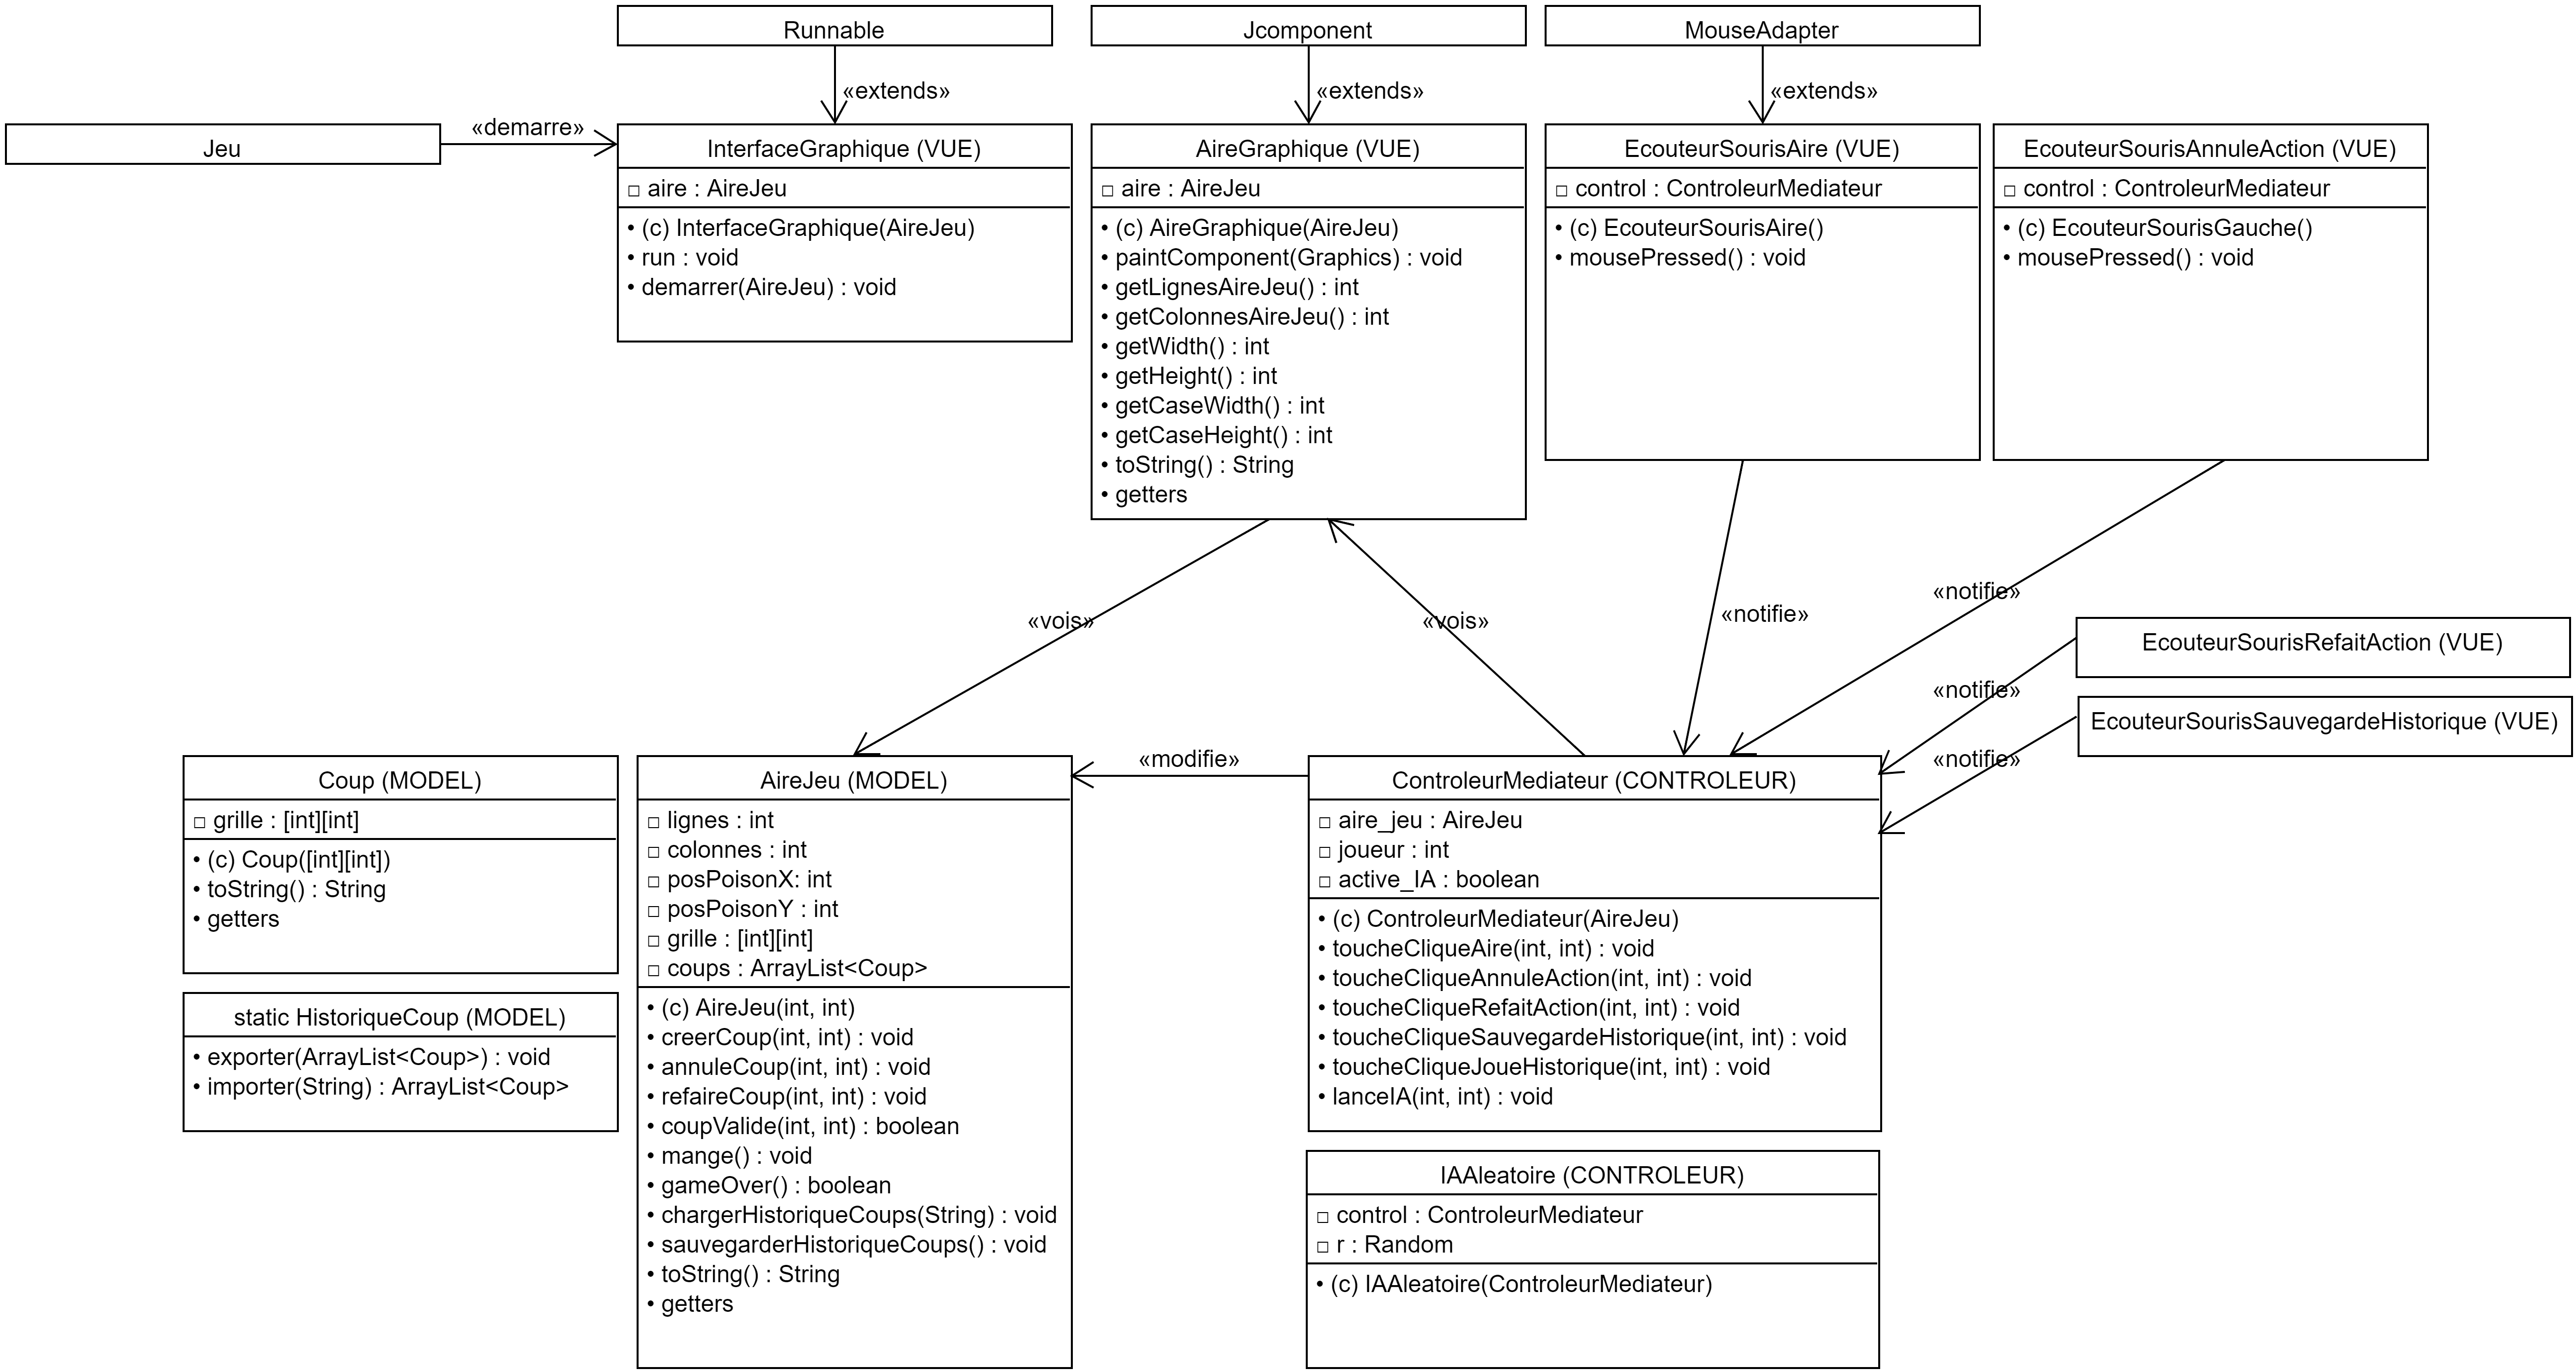 Runnable
Jcomponent
MouseAdapter
«extends»
«extends»
«extends»
Jeu
«demarre»
InterfaceGraphique (VUE)
□ aire : AireJeu
• (c) InterfaceGraphique(AireJeu)
• run : void
• demarrer(AireJeu) : void
AireGraphique (VUE)
□ aire : AireJeu
• (c) AireGraphique(AireJeu)
• paintComponent(Graphics) : void
• getLignesAireJeu() : int
• getColonnesAireJeu() : int
• getWidth() : int
• getHeight() : int
• getCaseWidth() : int
• getCaseHeight() : int
• toString() : String
• getters
EcouteurSourisAire (VUE)
□ control : ControleurMediateur
• (c) EcouteurSourisAire()
• mousePressed() : void
EcouteurSourisAnnuleAction (VUE)
□ control : ControleurMediateur
• (c) EcouteurSourisGauche()
• mousePressed() : void
«vois»
«vois»
«notifie»
«notifie»
EcouteurSourisRefaitAction (VUE)
«notifie»
EcouteurSourisSauvegardeHistorique (VUE)
«notifie»
«modifie»
Coup (MODEL)
□ grille : [int][int]
• (c) Coup([int][int])
• toString() : String
• getters
static HistoriqueCoup (MODEL)
• exporter(ArrayList<Coup>) : void
• importer(String) : ArrayList<Coup>
AireJeu (MODEL)
□ lignes : int
□ colonnes : int
□ posPoisonX: int
□ posPoisonY : int
□ grille : [int][int]
□ coups : ArrayList<Coup>
• (c) AireJeu(int, int)
• creerCoup(int, int) : void
• annuleCoup(int, int) : void
• refaireCoup(int, int) : void
• coupValide(int, int) : boolean
• mange() : void
• gameOver() : boolean
• chargerHistoriqueCoups(String) : void
• sauvegarderHistoriqueCoups() : void
• toString() : String
• getters
ControleurMediateur (CONTROLEUR)
□ aire_jeu : AireJeu
□ joueur : int
□ active_IA : boolean
• (c) ControleurMediateur(AireJeu)
• toucheCliqueAire(int, int) : void
• toucheCliqueAnnuleAction(int, int) : void
• toucheCliqueRefaitAction(int, int) : void
• toucheCliqueSauvegardeHistorique(int, int) : void
• toucheCliqueJoueHistorique(int, int) : void
• lanceIA(int, int) : void
IAAleatoire (CONTROLEUR)
□ control : ControleurMediateur
□ r : Random
• (c) IAAleatoire(ControleurMediateur)